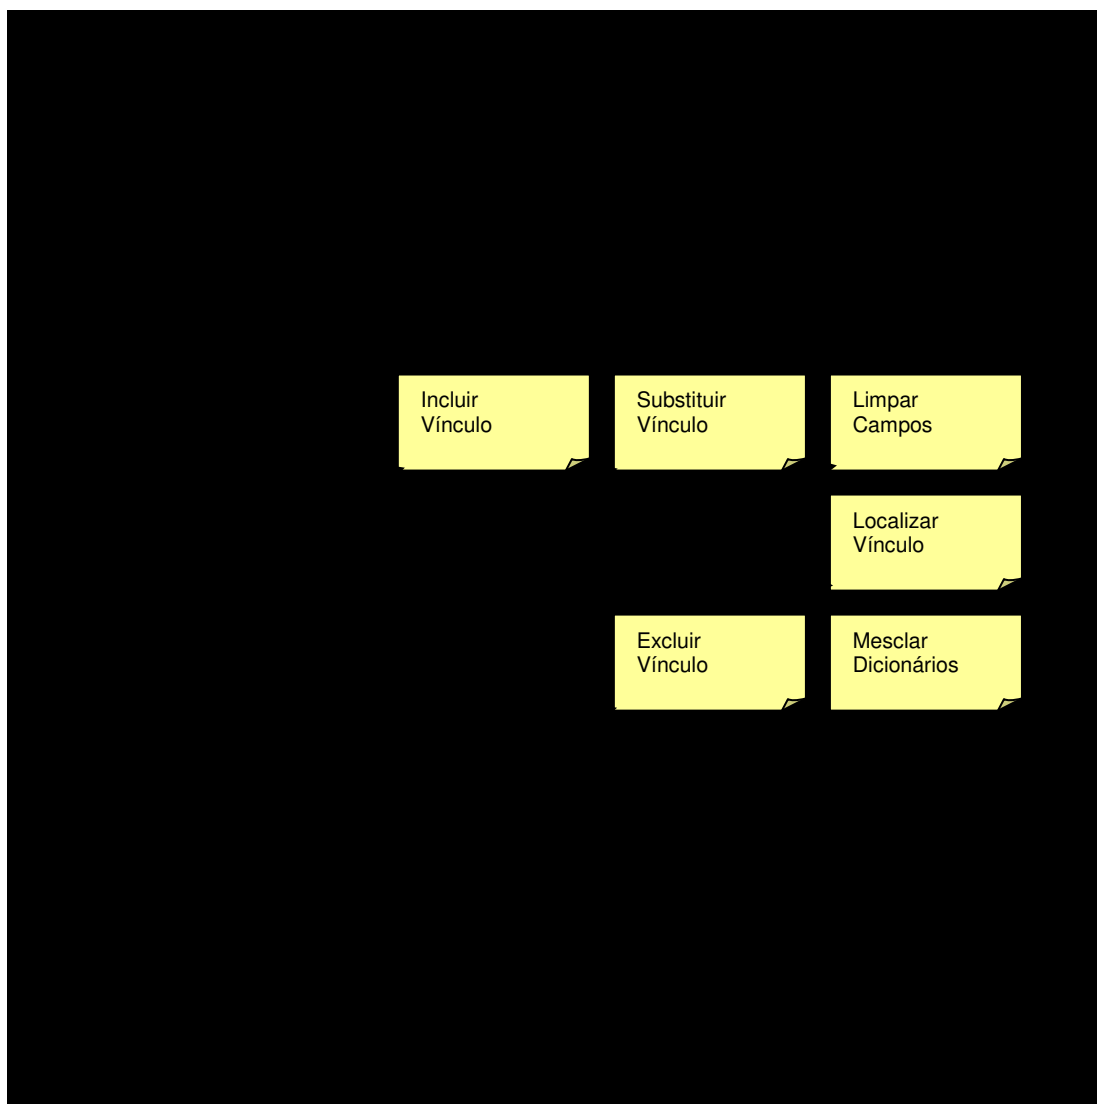 Incluir
Vínculo
Substituir
Vínculo
Limpar
Campos
Localizar
Vínculo
Excluir
Vínculo
Mesclar
Dicionários